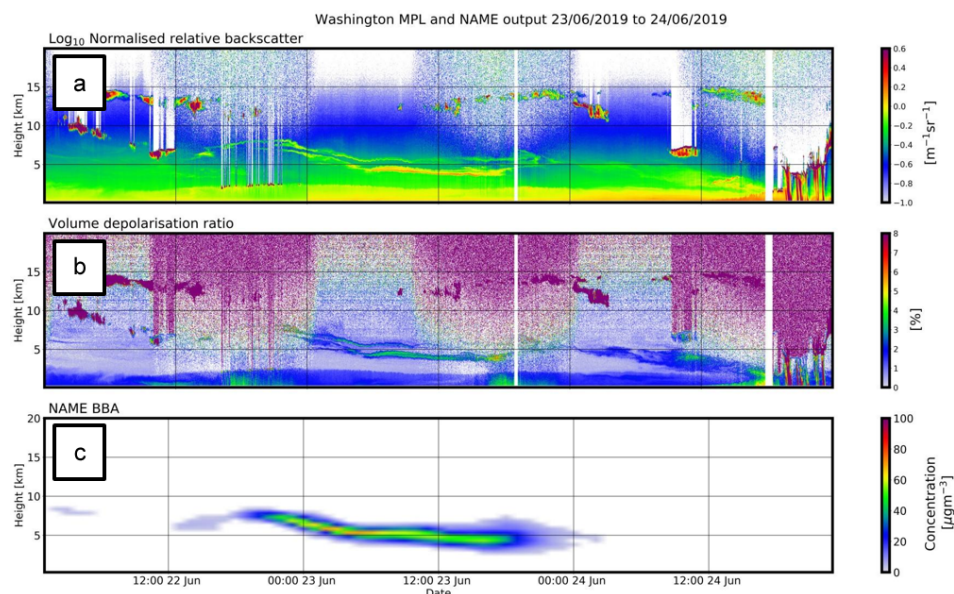 Washington MPL and NAME output 23/06/2019 to 24/06/2019
Log₁₀ Normalised relative backscatter
a
Height [km]
15
10
5
0.6
0.4
0.2
0.0
−0.2
−0.4
−0.6
−0.8
−1.0
[m⁻¹sr⁻¹]
Volume depolarisation ratio
b
Height [km]
15
10
5
8
7
6
5
4
3
2
1
0
[%]
NAME BBA
c
Height [km]
20
15
10
5
100
80
60
40
20
0
Concentration
[μgm⁻³]
12:00 22 Jun
00:00 23 Jun
12:00 23 Jun
00:00 24 Jun
12:00 24 Jun
Date